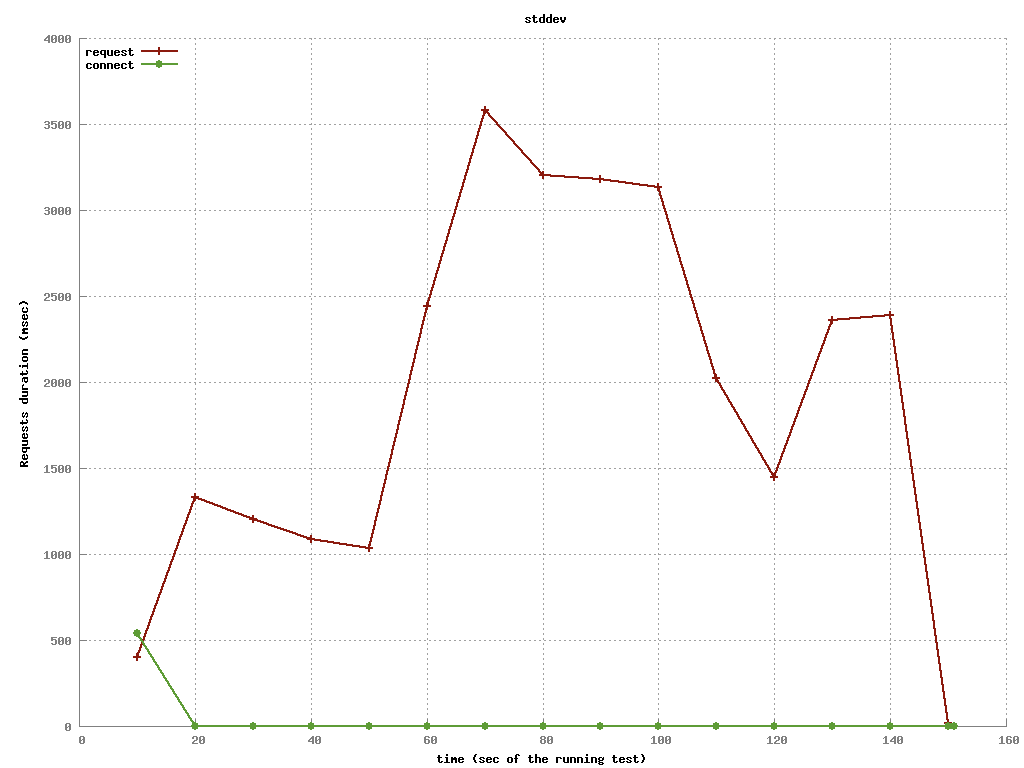 stddev
4000
request
connect
3500
3000
2500
2000
1500
1000
500
0
Requests duration (msec)
0 20 40 60 80 100 120 140 160
time (sec of the running test)